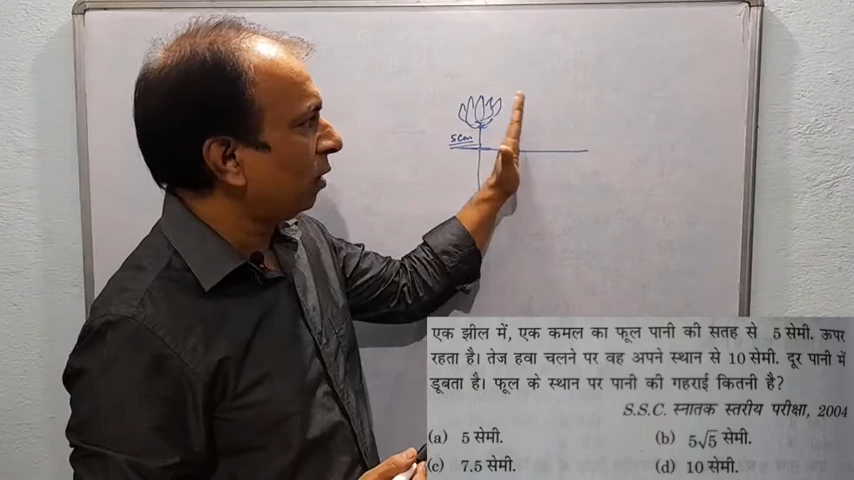 5cm
एक झील में, एक कमल का फूल पानी की सतह से 5 सेमी. ऊपर
रहता है। तेज हवा चलने पर वह अपने स्थान से 10 सेमी. दूर पानी में
डूबता है। फूल के स्थान पर पानी की गहराई कितनी है?
S.S.C. स्नातक स्तरीय परीक्षा, 2004
(a) 5 सेमी. (b) 5√5 सेमी.
(c) 7.5 सेमी. (d) 10 सेमी.